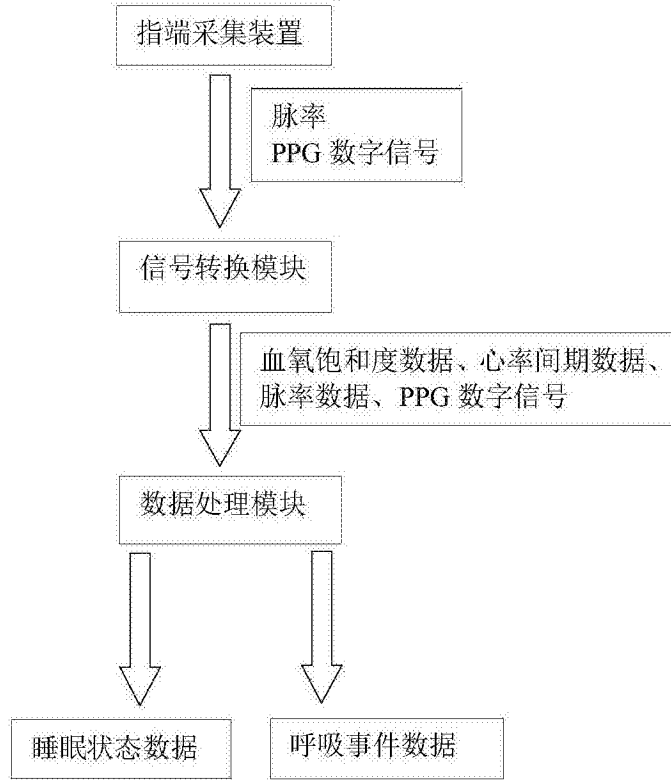 指端采集装置
脉率
PPG 数字信号
信号转换模块
血氧饱和度数据、心率间期数据、
脉率数据、PPG 数字信号
数据处理模块
睡眠状态数据
呼吸事件数据